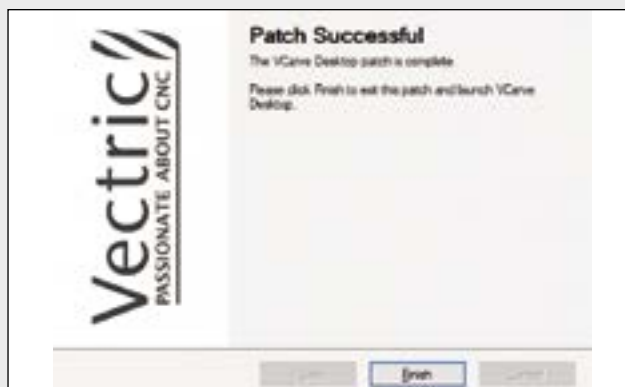 Vectric
PASSIONATE ABOUT CNC
Patch Successful
The VCarve Desktop patch is complete
Please click Finish to exit this patch and launch VCarve
Desktop.
Finish